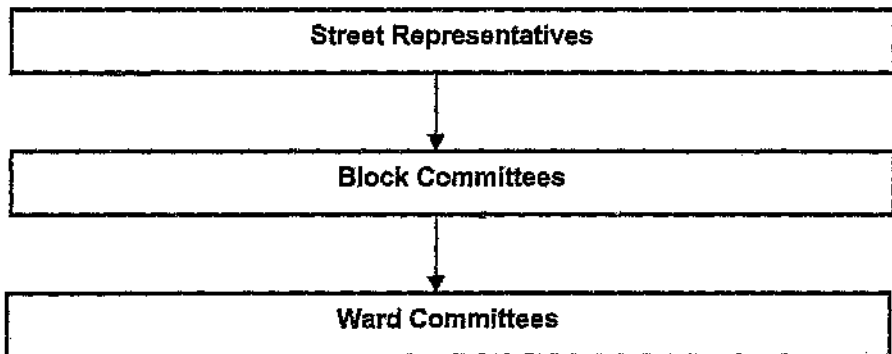 Street Representatives
Block Committees
Ward Committees